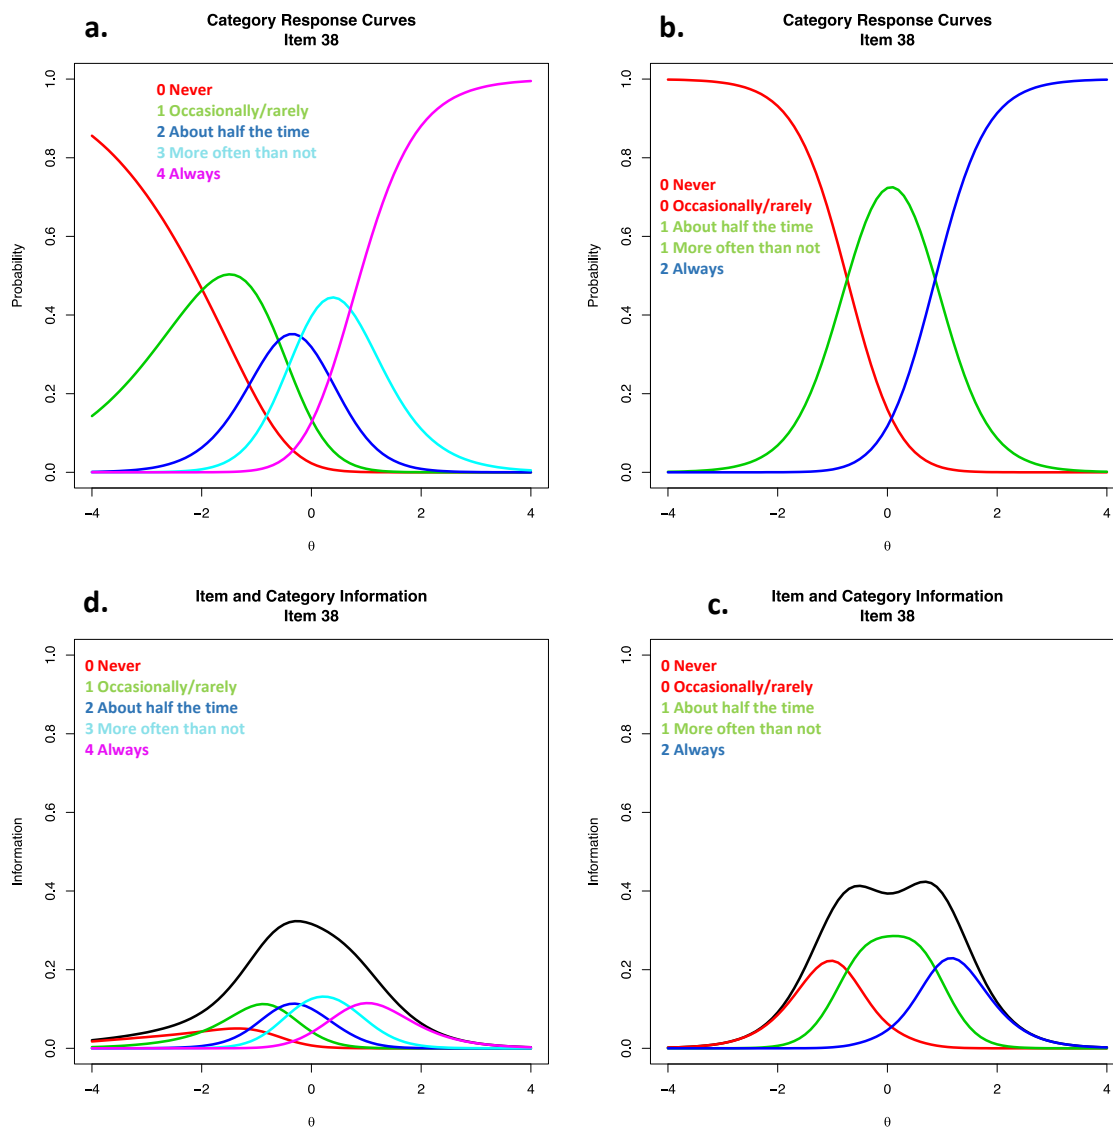 a.
Category Response Curves
Item 38
0 Never
1 Occasionally/rarely
2 About half the time
3 More often than not
4 Always
Probability
0.0
0.2
0.4
0.6
0.8
1.0
−4
−2
0
2
4
θ
b.
Category Response Curves
Item 38
0 Never
0 Occasionally/rarely
1 About half the time
1 More often than not
2 Always
Probability
0.0
0.2
0.4
0.6
0.8
1.0
−4
−2
0
2
4
θ
d.
Item and Category Information
Item 38
0 Never
1 Occasionally/rarely
2 About half the time
3 More often than not
4 Always
Information
0.0
0.2
0.4
0.6
0.8
1.0
−4
−2
0
2
4
θ
c.
Item and Category Information
Item 38
0 Never
0 Occasionally/rarely
1 About half the time
1 More often than not
2 Always
Information
0.0
0.2
0.4
0.6
0.8
1.0
−4
−2
0
2
4
θ